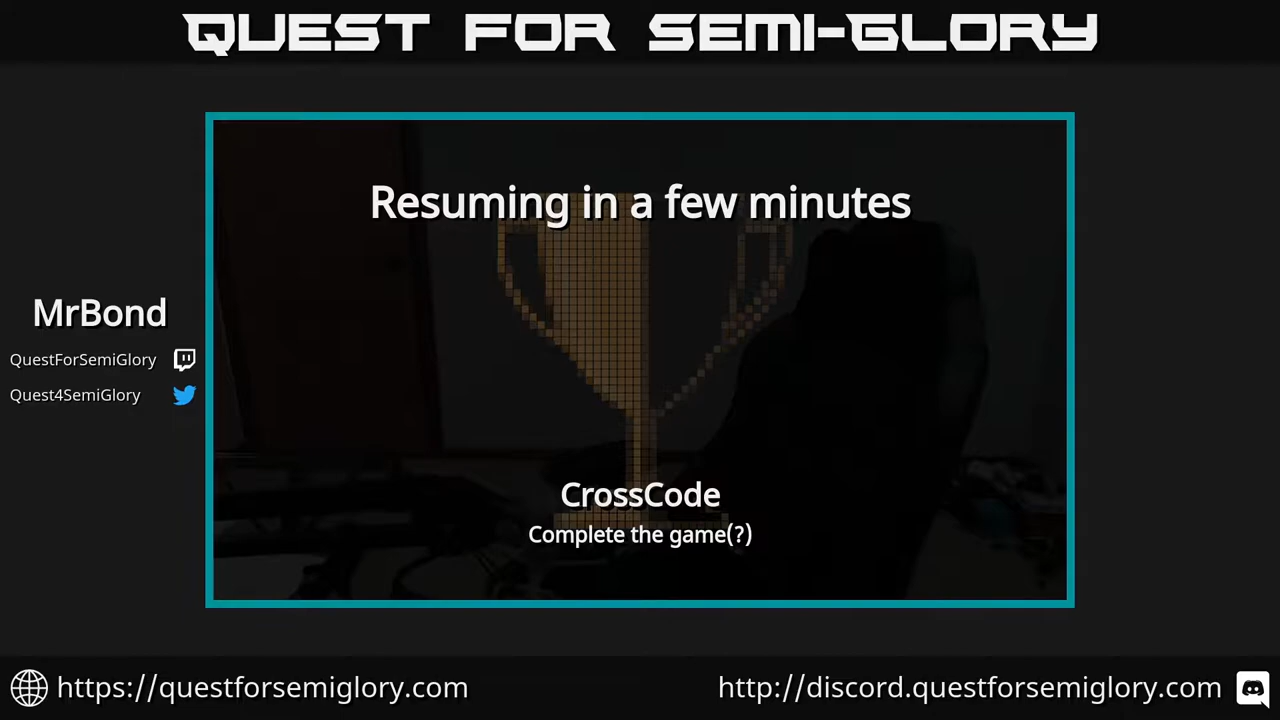 QUEST FOR SEMI-GLORY
Resuming in a few minutes
MrBond
QuestForSemiGlory
Quest4SemiGlory
CrossCode
Complete the game(?)
https://questforsemiglory.com
http://discord.questforsemiglory.com